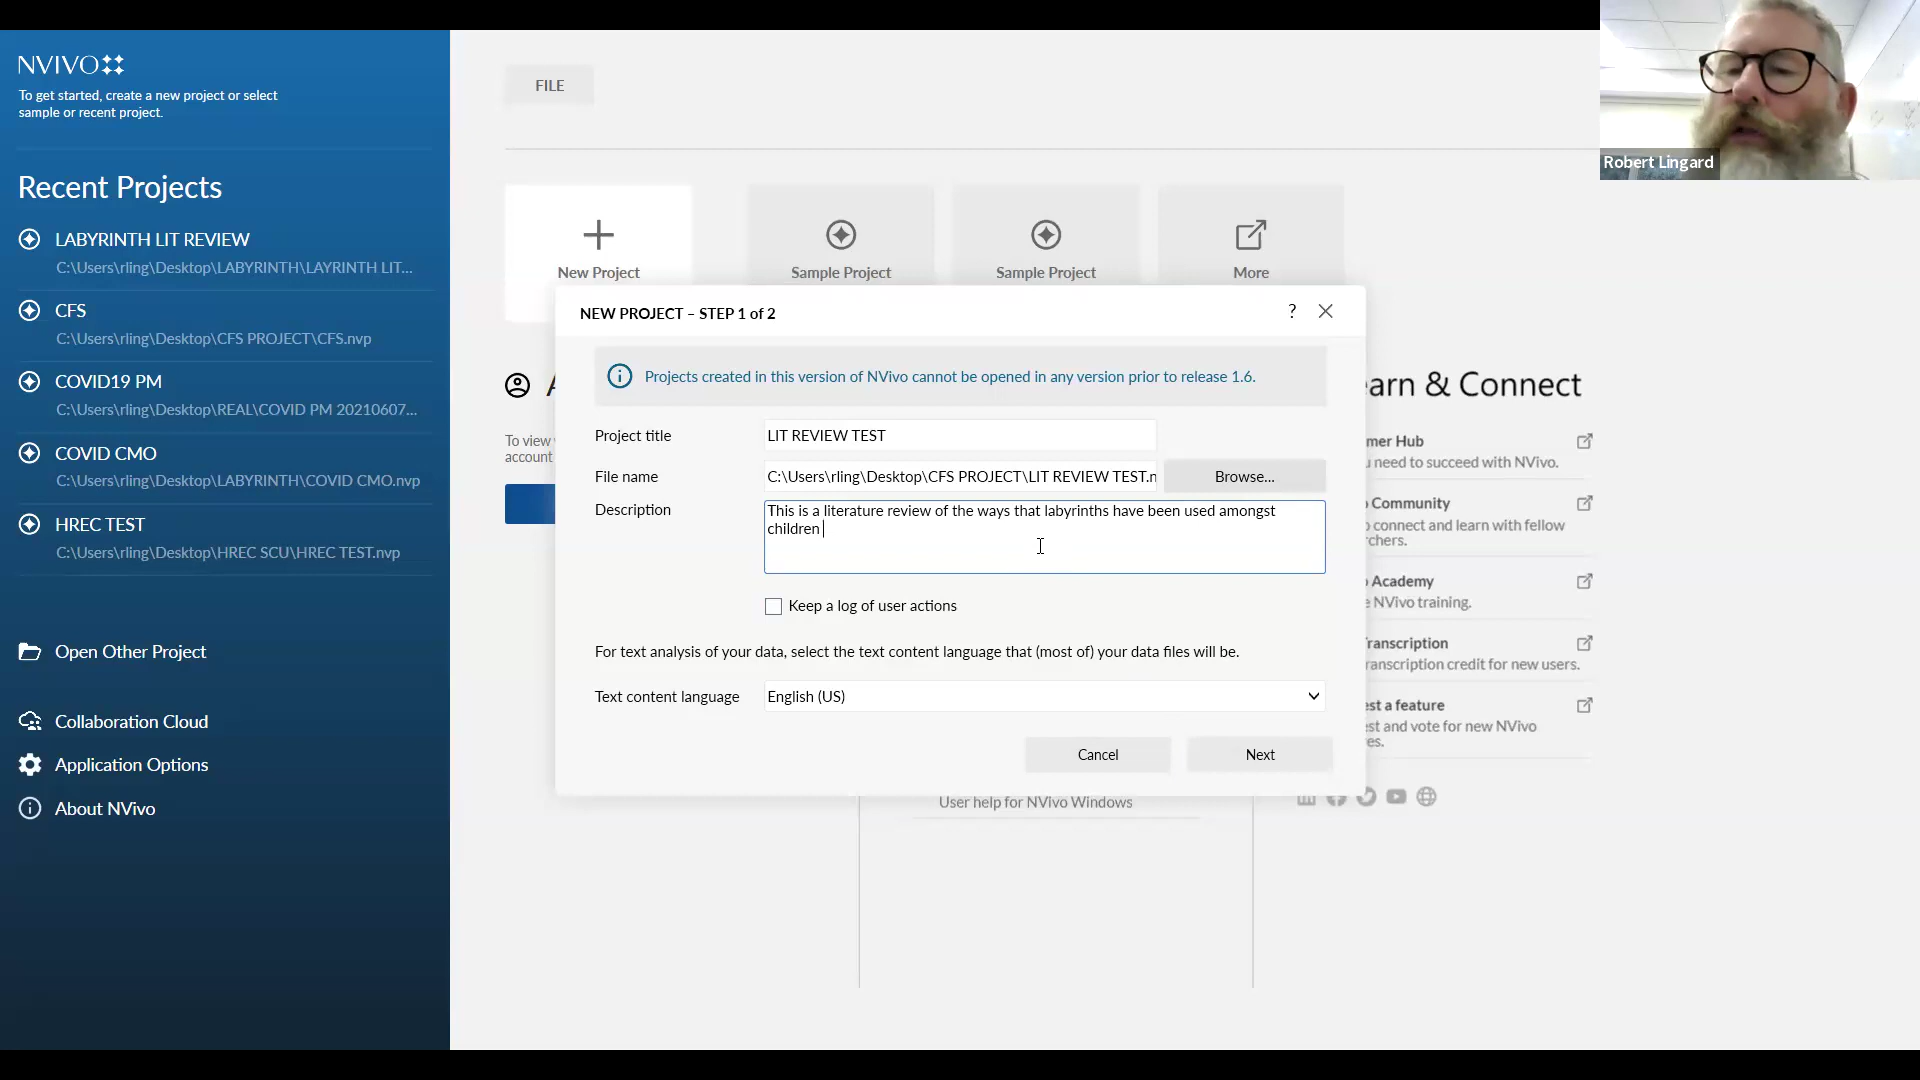 NVIVO
To get started, create a new project or select
sample or recent project.
Recent Projects
LABYRINTH LIT REVIEW
C:\Users\rling\Desktop\LABYRINTH\LAYRINTH LIT...
CFS
C:\Users\rling\Desktop\CFS PROJECT\CFS.nvp
COVID19 PM
C:\Users\rling\Desktop\REAL\COVID PM 20210607...
COVID CMO
C:\Users\rling\Desktop\LABYRINTH\COVID CMO.nvp
HREC TEST
C:\Users\rling\Desktop\HREC SCU\HREC TEST.nvp
Open Other Project
Collaboration Cloud
Application Options
About NVivo
FILE
New Project
Sample Project
Sample Project
More
Robert Lingard
To view
account
NEW PROJECT – STEP 1 of 2
?
Projects created in this version of NVivo cannot be opened in any version prior to release 1.6.
Project title LIT REVIEW TEST
File name C:\Users\rling\Desktop\CFS PROJECT\LIT REVIEW TEST.n Browse...
Description This is a literature review of the ways that labyrinths have been used amongst
children
Keep a log of user actions
For text analysis of your data, select the text content language that (most of) your data files will be.
Text content language English (US)
Cancel Next
User help for NVivo Windows
arn & Connect
mer Hub
need to succeed with NVivo.
Community
connect and learn with fellow
rchers.
Academy
NVivo training.
Transcription
ranscription credit for new users.
est a feature
est and vote for new NVivo
es.